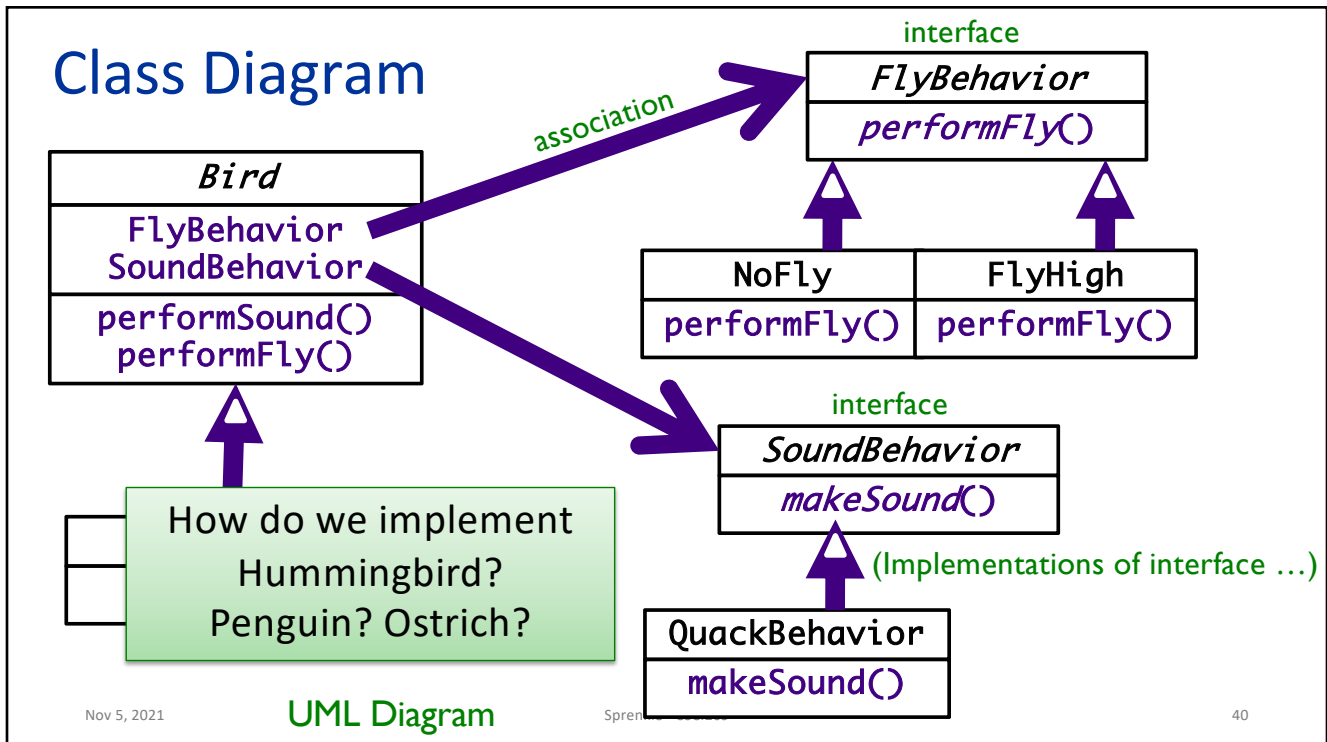 Class Diagram
Bird
FlyBehavior
SoundBehavior
performSound()
performFly()
association
interface
FlyBehavior
performFly()
NoFly
performFly()
FlyHigh
performFly()
interface
SoundBehavior
makeSound()
(Implementations of interface …)
QuackBehavior
makeSound()
How do we implement
Hummingbird?
Penguin? Ostrich?
Nov 5, 2021
UML Diagram
40